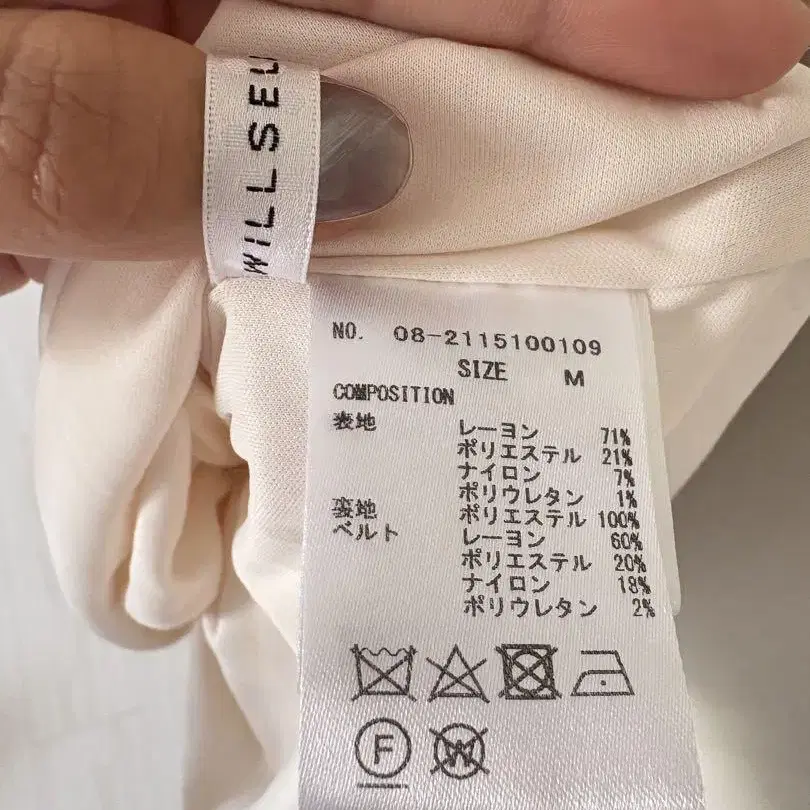 WILLSEL
NO. 08-2115100109
SIZE M
COMPOSITION
表地 レーヨン 71%
ポリエステル 21%
ナイロン 7%
ポリウレタン 1%
裏地 ポリエステル 100%
ベルト レーヨン 60%
ポリエステル 20%
ナイロン 18%
ポリウレタン 2%
F W